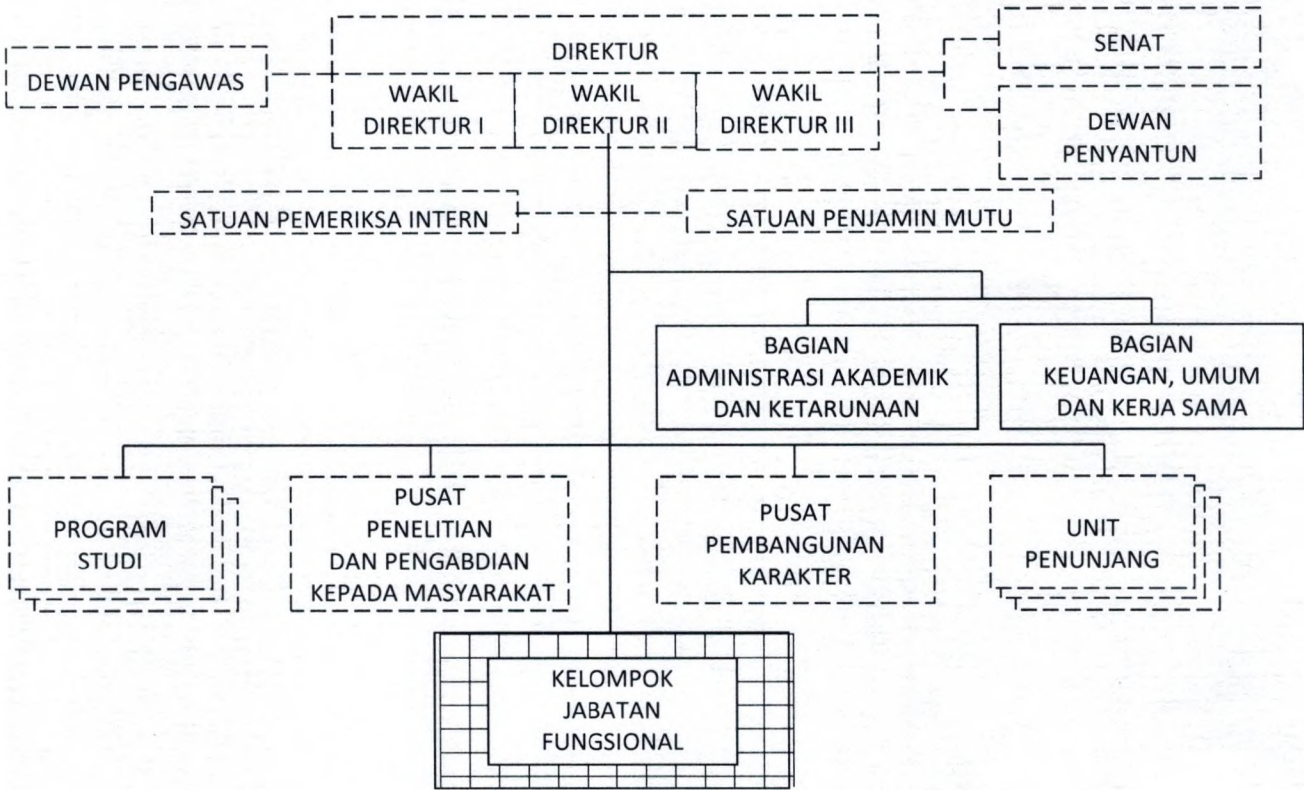 DIREKTUR
SENAT
DEWAN PENGAWAS
WAKIL
DIREKTUR I
WAKIL
DIREKTUR II
WAKIL
DIREKTUR III
DEWAN
PENYANTUN
SATUAN PEMERIKSA INTERN
SATUAN PENJAMIN MUTU
BAGIAN
ADMINISTRASI AKADEMIK
DAN KETARUNAAN
BAGIAN
KEUANGAN, UMUM
DAN KERJA SAMA
PROGRAM
STUDI
PUSAT
PENELITIAN
DAN PENGABDIAN
KEPADA MASYARAKAT
PUSAT
PEMBANGUNAN
KARAKTER
UNIT
PENUNJANG
KELOMPOK
JABATAN
FUNGSIONAL